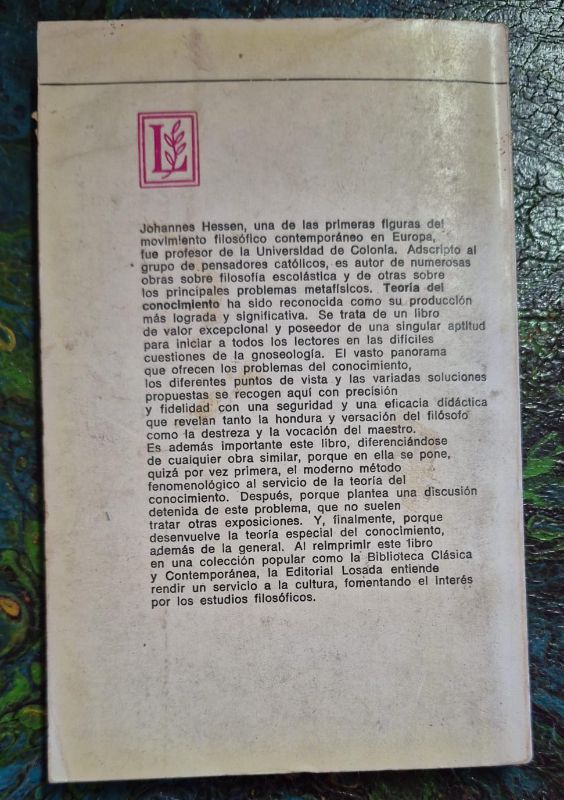 L
Johannes Hessen, una de las primeras figuras del
movimiento filosófico contemporáneo en Europa,
fue profesor de la Universidad de Colonia. Adscripto al
grupo de pensadores católicos, es autor de numerosas
obras sobre filosofía escolástica y de otras sobre
los principales problemas metafísicos. Teoría del
conocimiento ha sido reconocida como su producción
más lograda y significativa. Se trata de un libro
de valor excepcional y poseedor de una singular aptitud
para iniciar a todos los lectores en las difíciles
cuestiones de la gnoseología. El vasto panorama
que ofrecen los problemas del conocimiento,
los diferentes puntos de vista y las variadas soluciones
propuestas se recogen aquí con precisión
y fidelidad con una seguridad y una eficacia didáctica
que revelan tanto la hondura y versación del filósofo
como la destreza y la vocación del maestro.
Es además importante este libro, diferenciándose
de cualquier obra similar, porque en ella se pone,
quizá por vez primera, el moderno método
fenomenológico al servicio de la teoría del
conocimiento. Después, porque plantea una discusión
detenida de este problema, que no suelen
tratar otras exposiciones. Y, finalmente, porque
desenvuelve la teoría especial del conocimiento,
además de la general. Al reimprimir este libro
en una colección popular como la Biblioteca Clásica
y Contemporánea, la Editorial Losada entiende
rendir un servicio a la cultura, fomentando el interés
por los estudios filosóficos.